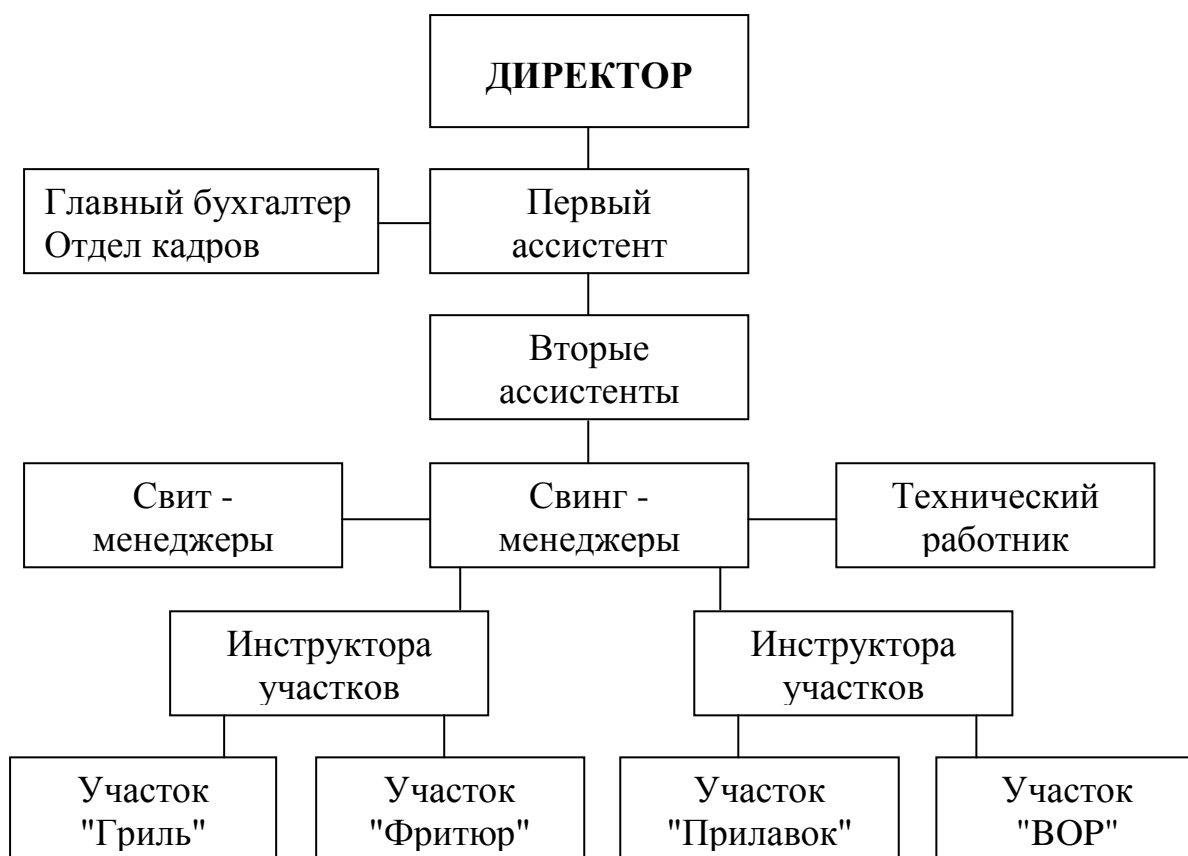 ДИРЕКТОР
Главный бухгалтер
Отдел кадров
Первый
ассистент
Вторые
ассистенты
Свит -
менеджеры
Свинг -
менеджеры
Технический
работник
Инструктора
участков
Инструктора
участков
Участок
"Гриль"
Участок
"Фритюр"
Участок
"Прилавок"
Участок
"ВОР"